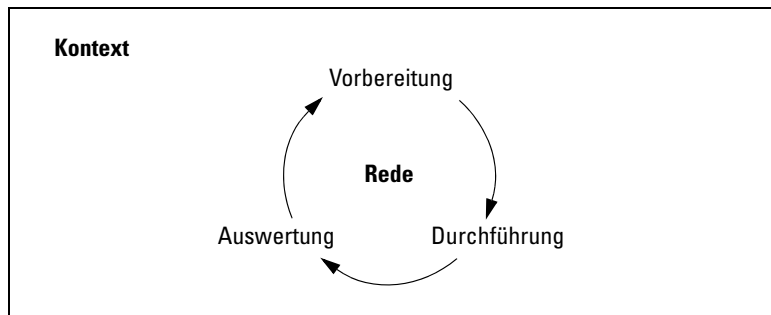 Kontext
Vorbereitung
Rede
Auswertung
Durchführung